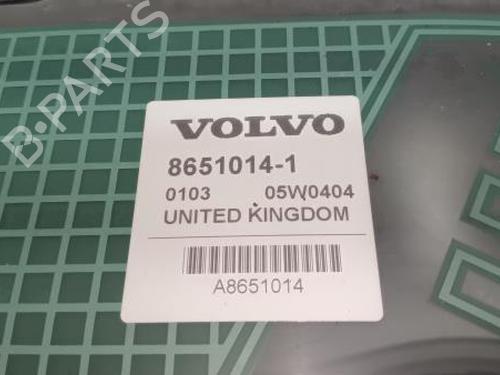 B-PARTS
VOLVO
8651014-1
0103 05W0404
UNITED KINGDOM
A8651014